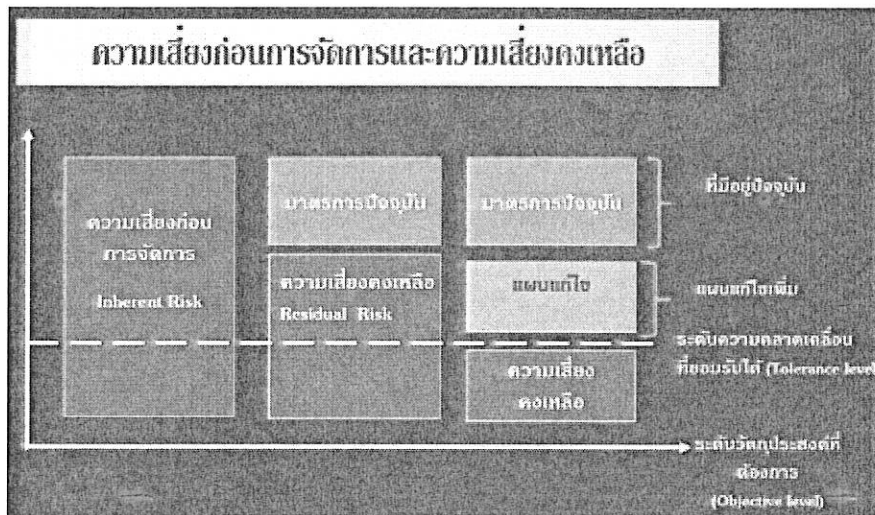 ความเสี่ยงก่อนการจัดการและความเสี่ยงคงเหลือ
ความเสี่ยงก่อน
การจัดการ
Inherent Risk
มาตรการปัจจุบัน
ความเสี่ยงคงเหลือ
Residual Risk
มาตรการปัจจุบัน
แผนแก้ไข
ความเสี่ยง
คงเหลือ
ที่มีอยู่ปัจจุบัน
แผนแก้ไขเพิ่ม
ระดับความคลาดเคลื่อน
ที่ยอมรับได้ (Tolerance level)
ระดับวัตถุประสงค์ที่
ต้องการ
(Objective level)